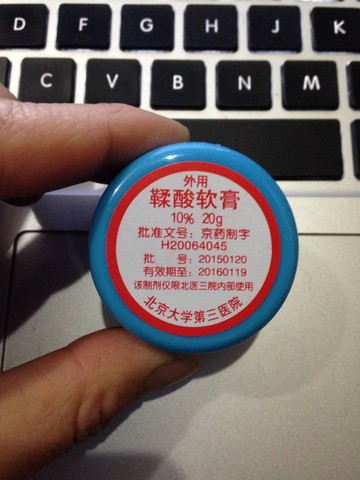 D F G H J K
C V B N M
外用
鞣酸软膏
10% 20g
批准文号：京药制字
H20064045
批 号：20150120
有效期至：20160119
该制剂仅限北医三院内部使用
北京大学第三医院